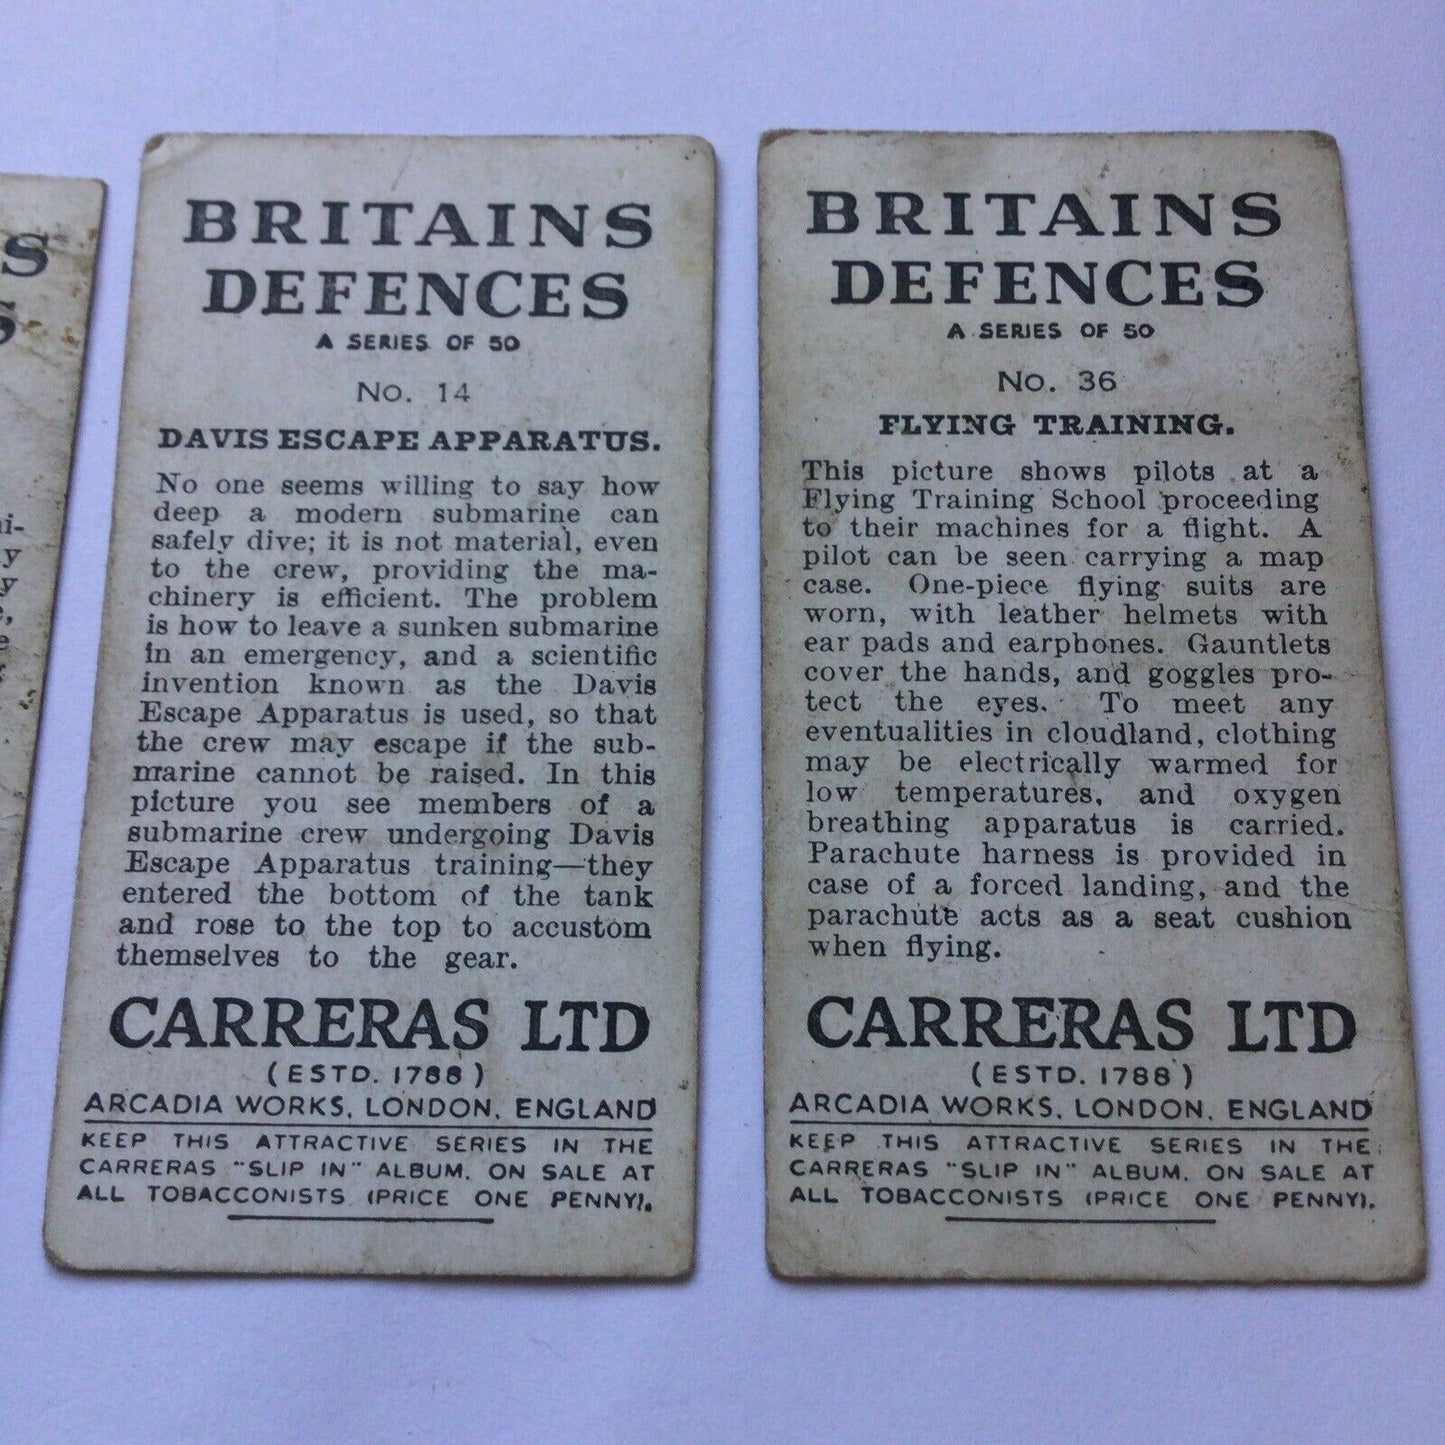 S
S
ni-
y
y
e
BRITAINS
DEFENCES
A SERIES OF 50
No. 14
DAVIS ESCAPE APPARATUS.
No one seems willing to say how
deep a modern submarine can
safely dive; it is not material, even
to the crew, providing the ma-
chinery is efficient. The problem
is how to leave a sunken submarine
in an emergency, and a scientific
invention known as the Davis
Escape Apparatus is used, so that
the crew may escape if the sub-
marine cannot be raised. In this
picture you see members of a
submarine crew undergoing Davis
Escape Apparatus training—they
entered the bottom of the tank
and rose to the top to accustom
themselves to the gear.
CARRERAS LTD
(ESTD. 1788)
ARCADIA WORKS, LONDON, ENGLAND
KEEP THIS ATTRACTIVE SERIES IN THE
CARRERAS "SLIP IN" ALBUM. ON SALE AT
ALL TOBACCONISTS (PRICE ONE PENNY).
BRITAINS
DEFENCES
A SERIES OF 50
No. 36
FLYING TRAINING.
This picture shows pilots at a
Flying Training School proceeding
to their machines for a flight. A
pilot can be seen carrying a map
case. One-piece flying suits are
worn, with leather helmets with
ear pads and earphones. Gauntlets
cover the hands, and goggles pro-
tect the eyes. To meet any
eventualities in cloudland, clothing
may be electrically warmed for
low temperatures, and oxygen
breathing apparatus is carried.
Parachute harness is provided in
case of a forced landing, and the
parachute acts as a seat cushion
when flying.
CARRERAS LTD
(ESTD. 1788)
ARCADIA WORKS, LONDON, ENGLAND
KEEP THIS ATTRACTIVE SERIES IN THE
CARRERAS "SLIP IN" ALBUM. ON SALE AT
ALL TOBACCONISTS (PRICE ONE PENNY).